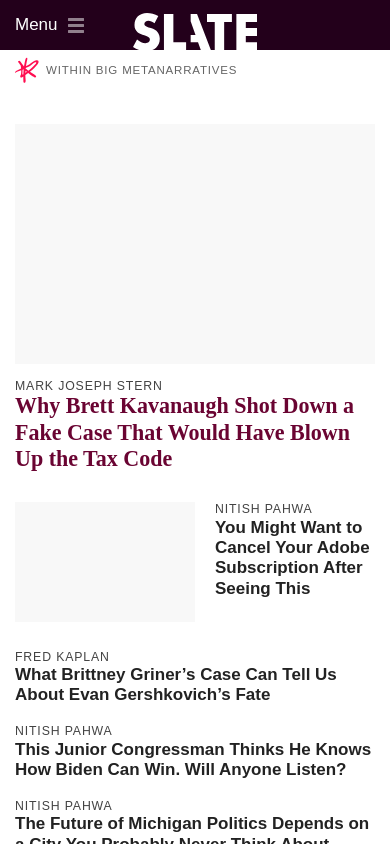 Menu
SLATE
WITHIN BIG METANARRATIVES
MARK JOSEPH STERN
Why Brett Kavanaugh Shot Down a
Fake Case That Would Have Blown
Up the Tax Code
NITISH PAHWA
You Might Want to
Cancel Your Adobe
Subscription After
Seeing This
FRED KAPLAN
What Brittney Griner’s Case Can Tell Us
About Evan Gershkovich’s Fate
NITISH PAHWA
This Junior Congressman Thinks He Knows
How Biden Can Win. Will Anyone Listen?
NITISH PAHWA
The Future of Michigan Politics Depends on
a City You Probably Never Think About